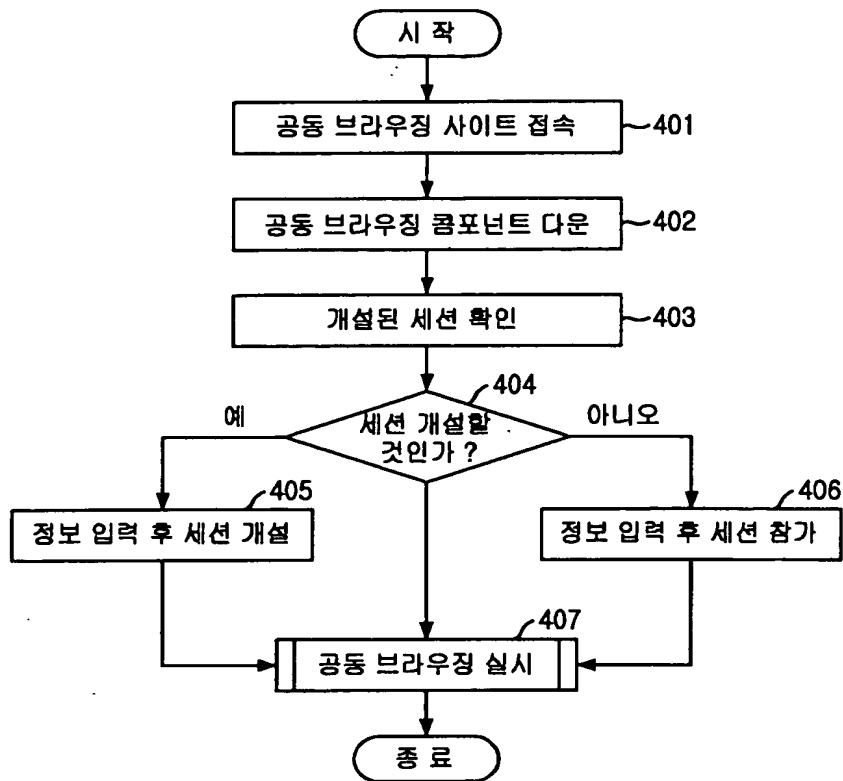 시 작
공동 브라우징 사이트 접속
401
공동 브라우징 콤포넌트 다운
402
개설된 세션 확인
403
404
예
세션 개설할
것인가 ?
아니오
405
정보 입력 후 세션 개설
406
정보 입력 후 세션 참가
407
공동 브라우징 실시
종 료